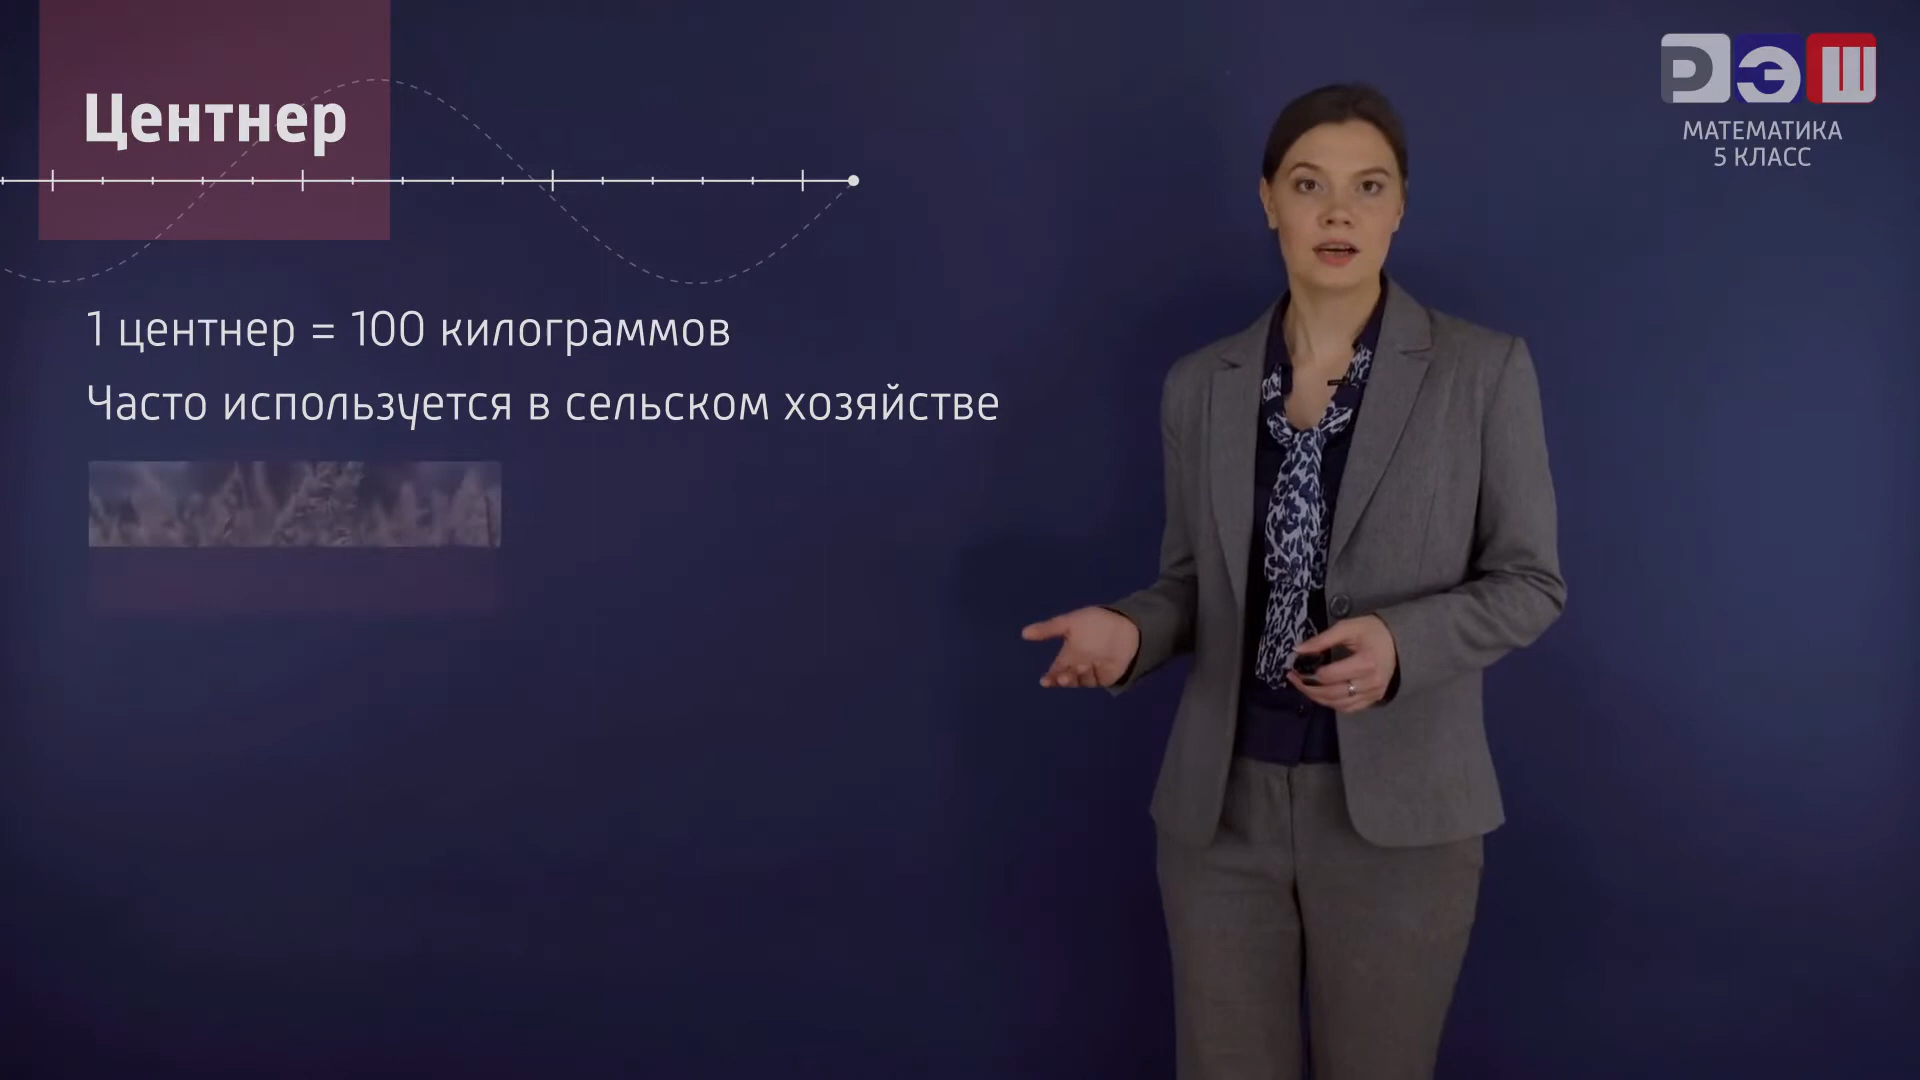 Центнер
1 центнер = 100 килограммов
Часто используется в сельском хозяйстве
РЭШ
МАТЕМАТИКА
5 КЛАСС